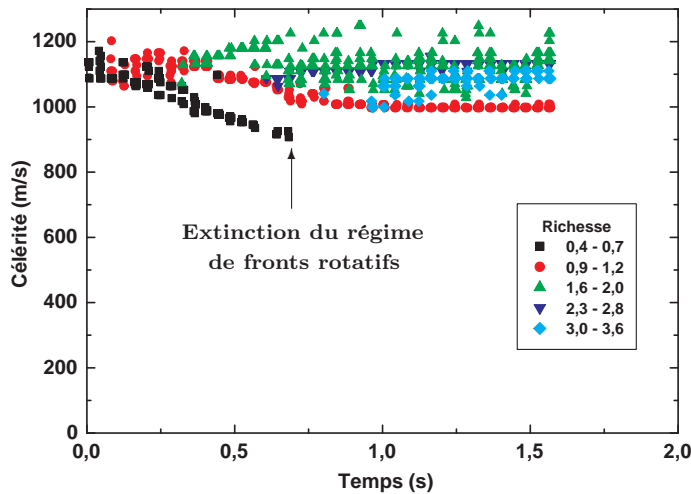 1200
1000
800
600
400
200
0
Célérité (m/s)
Extinction du régime
de fronts rotatifs
Richesse
0,4 - 0,7
0,9 - 1,2
1,6 - 2,0
2,3 - 2,8
3,0 - 3,6
0,0
0,5
1,0
1,5
2,0
Temps (s)